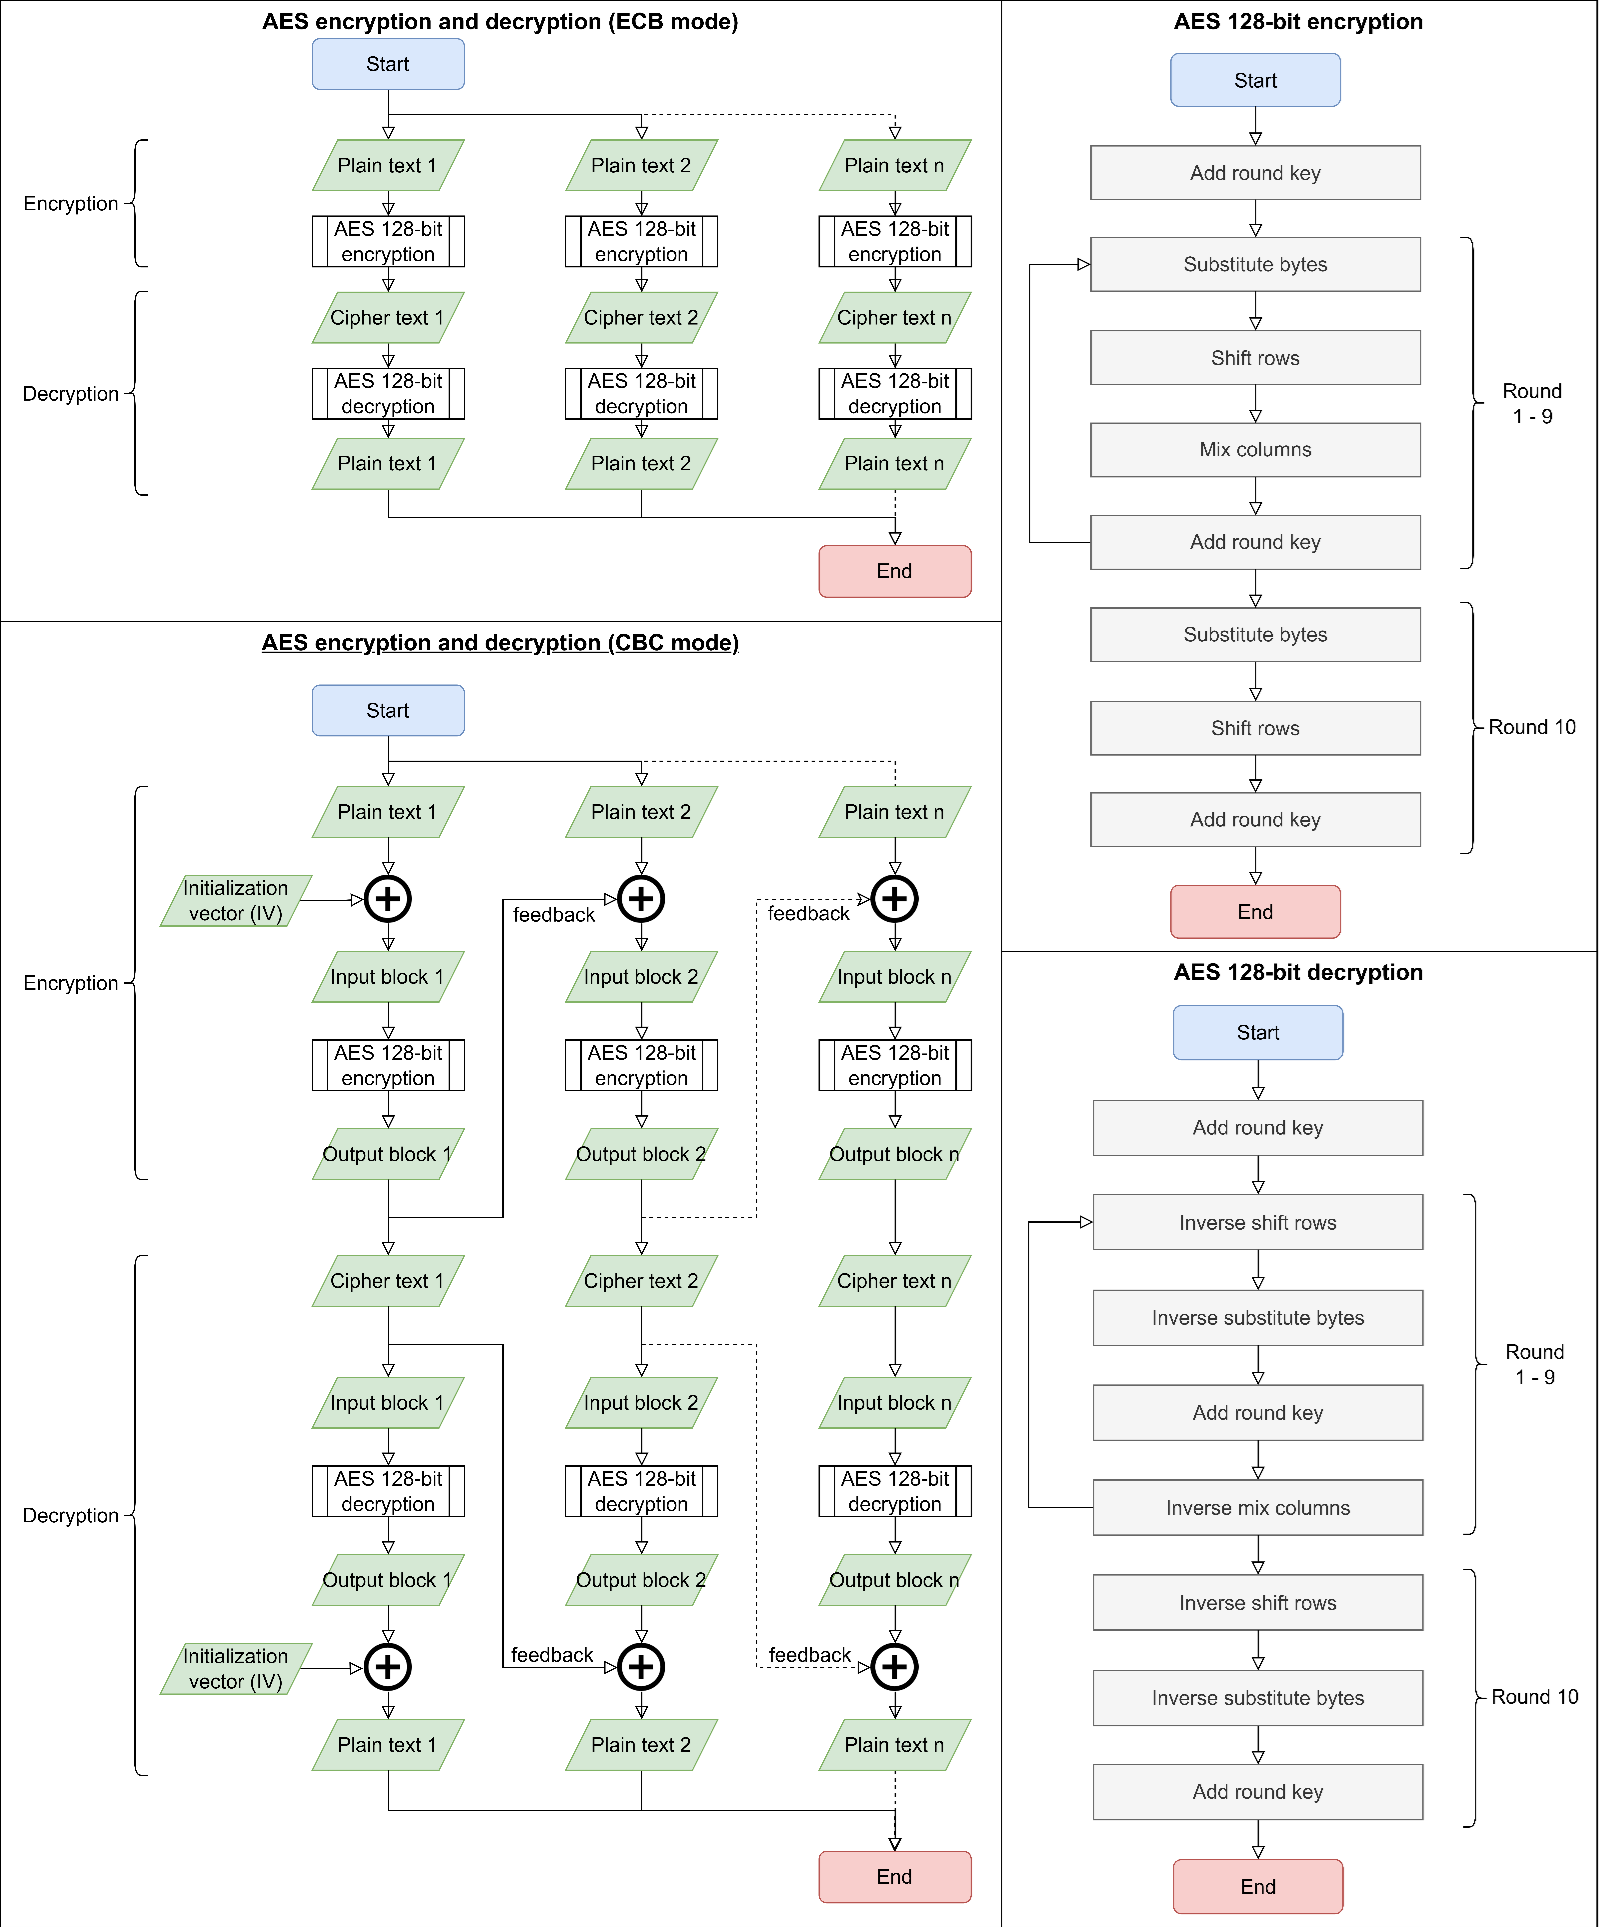 AES encryption and decryption (ECB mode)
Start
Plain text 1
Plain text 2
Plain text n
Encryption
AES 128-bit
encryption
AES 128-bit
encryption
AES 128-bit
encryption
Cipher text 1
Cipher text 2
Cipher text n
Decryption
AES 128-bit
decryption
AES 128-bit
decryption
AES 128-bit
decryption
Plain text 1
Plain text 2
Plain text n
End
AES encryption and decryption (CBC mode)
Start
Plain text 1
Plain text 2
Plain text n
Initialization
vector (IV)
feedback
feedback
Encryption
Input block 1
Input block 2
Input block n
AES 128-bit
encryption
AES 128-bit
encryption
AES 128-bit
encryption
Output block 1
Output block 2
Output block n
Cipher text 1
Cipher text 2
Cipher text n
Input block 1
Input block 2
Input block n
Decryption
AES 128-bit
decryption
AES 128-bit
decryption
AES 128-bit
decryption
Output block 1
Output block 2
Output block n
Initialization
vector (IV)
feedback
feedback
Plain text 1
Plain text 2
Plain text n
End
AES 128-bit encryption
Start
Add round key
Substitute bytes
Shift rows
Round
1 - 9
Mix columns
Add round key
Substitute bytes
Shift rows
Round 10
Add round key
End
AES 128-bit decryption
Start
Add round key
Inverse shift rows
Inverse substitute bytes
Round
1 - 9
Add round key
Inverse mix columns
Inverse shift rows
Inverse substitute bytes
Round 10
Add round key
End